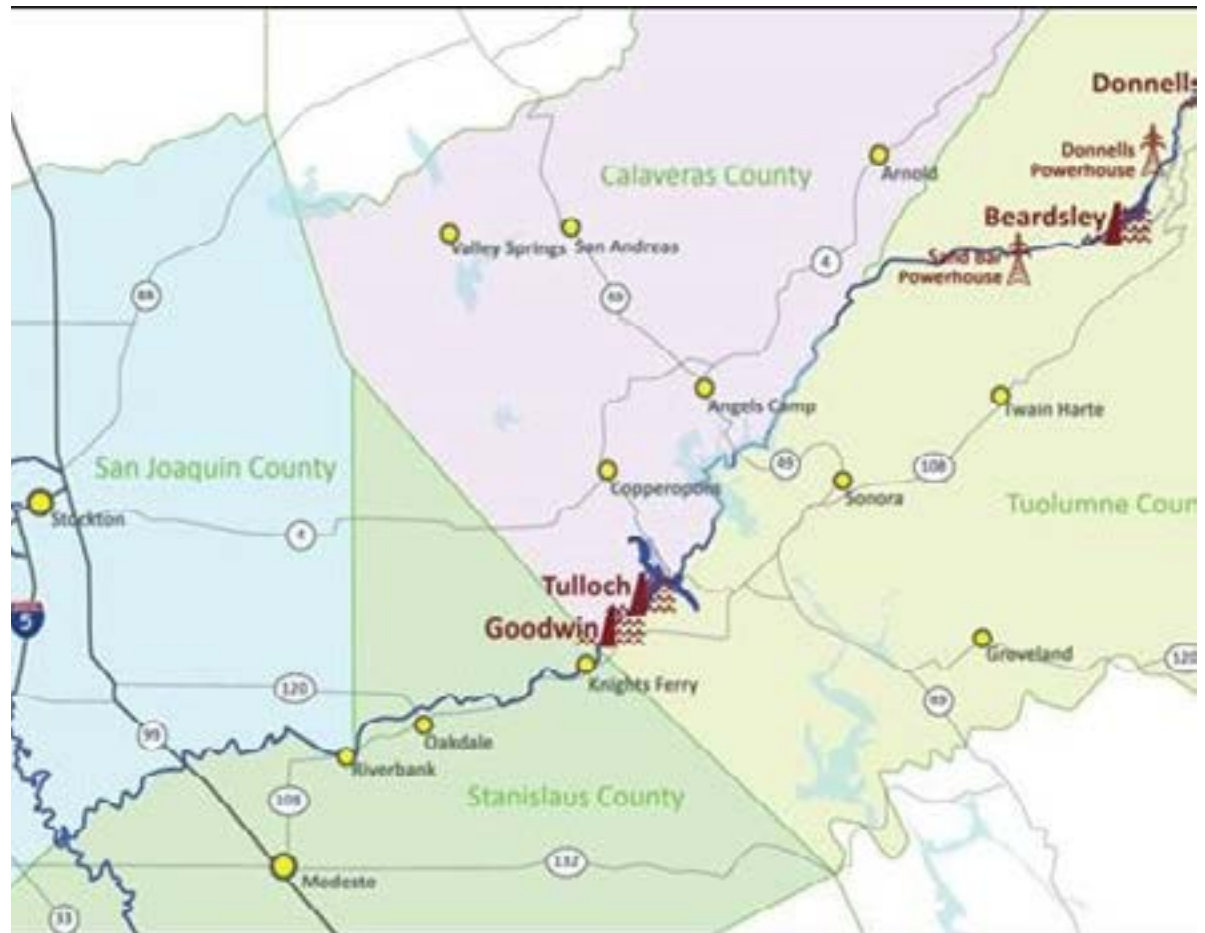 Donnells
Donnells
Powerhouse
Arnold
Calaveras County
Beardsley
Valley Springs
San Andreas
4
Sand Bar
Powerhouse
88
49
Angels Camp
Twain Harte
49
108
San Joaquin County
Copperopolis
Sonora
Stockton
Tuolumne Coun
4
Tulloch
5
Goodwin
Groveland
120
Knights Ferry
120
49
99
Oakdale
Riverbank
108
Stanislaus County
132
Modesto
33